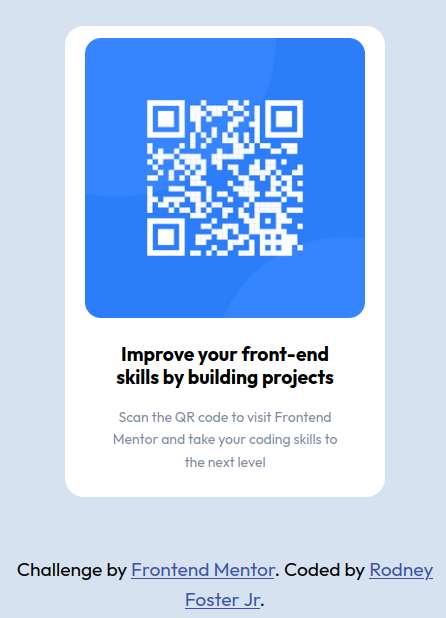 Improve your front-end
skills by building projects
Scan the QR code to visit Frontend
Mentor and take your coding skills to
the next level
Challenge by Frontend Mentor. Coded by Rodney
Foster Jr.